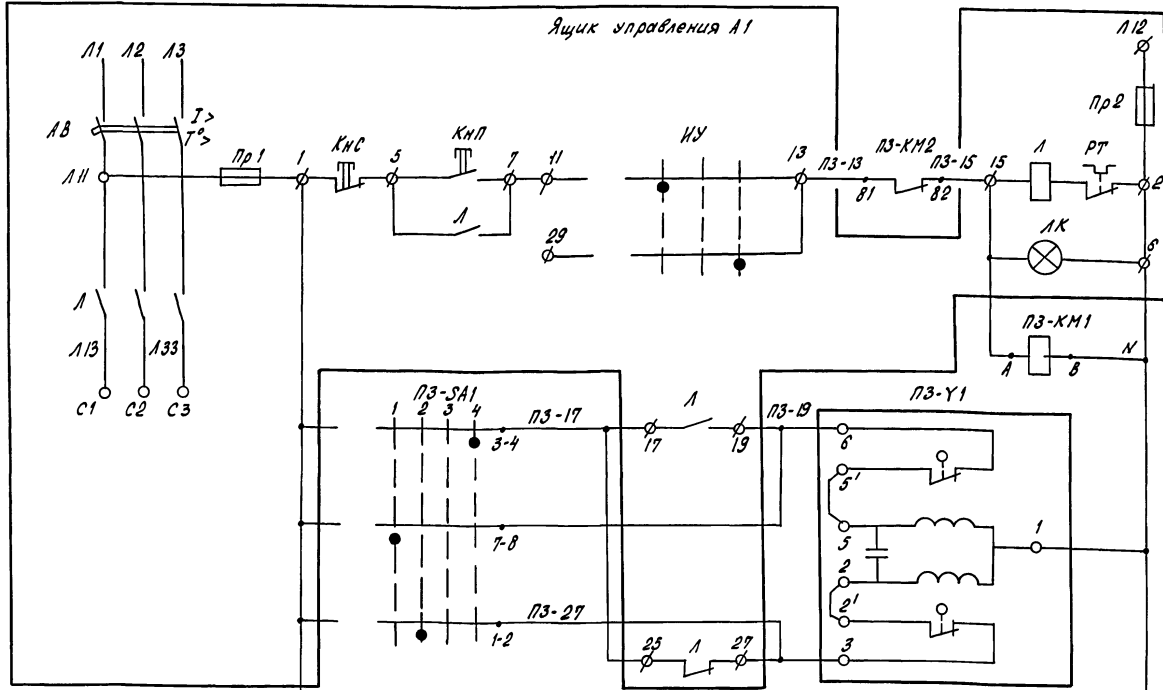 Ящик управления А1
Л1 Л2 Л3
Л12
АВ
I>
T°>
Пр2
Л11
Пр1
1
КнС
5
КнП
7
11
ИУ
13
П3-13
П3-КМ2
П3-15
15
Л
РТ
2
81
82
Л
29
ЛК
6
Л
Л13
Л33
С1
С2
С3
П3-КМ1
А
В
N
П3-SA1
1 2 3 4
П3-17
3-4
Л
17
19
П3-19
П3-Y1
6
5'
5
7-8
1
2
2'
П3-27
1-2
25
Л
27
3